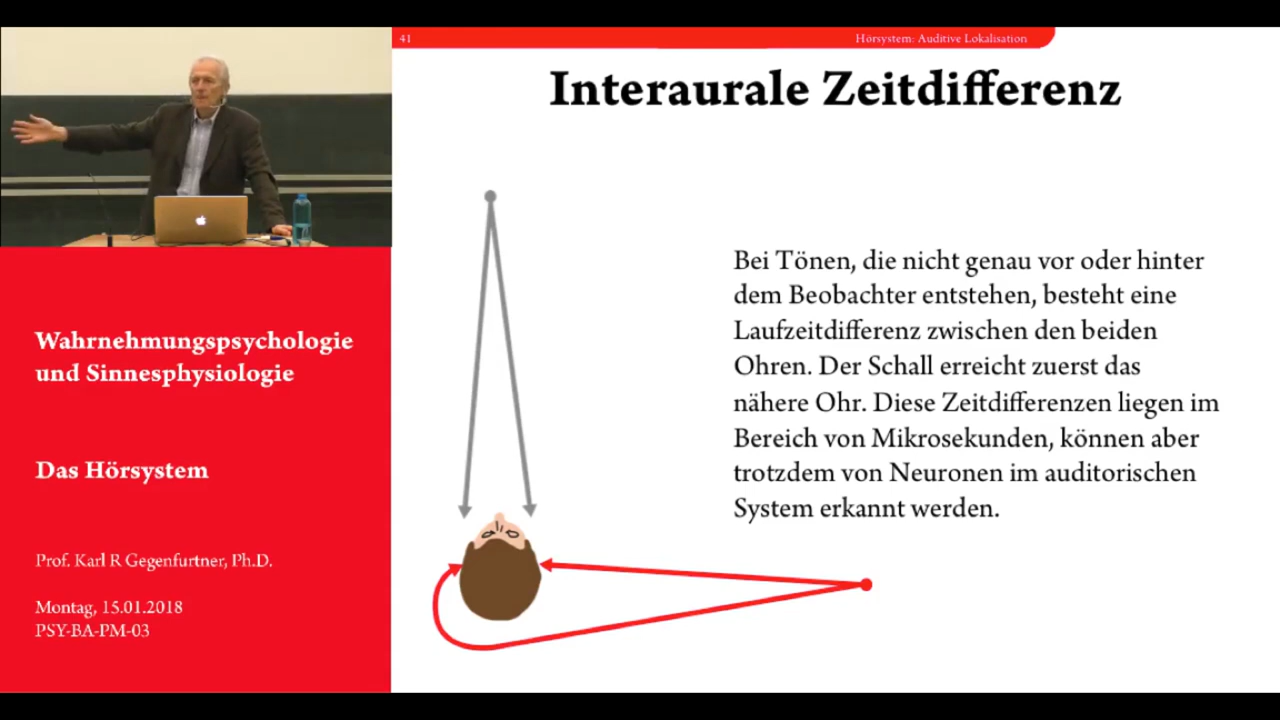 41
Hörsystem: Auditive Lokalisation
Interaurale Zeitdifferenz
Bei Tönen, die nicht genau vor oder hinter
dem Beobachter entstehen, besteht eine
Laufzeitdifferenz zwischen den beiden
Ohren. Der Schall erreicht zuerst das
nähere Ohr. Diese Zeitdifferenzen liegen im
Bereich von Mikrosekunden, können aber
trotzdem von Neuronen im auditorischen
System erkannt werden.
Wahrnehmungspsychologie
und Sinnesphysiologie
Das Hörsystem
Prof. Karl R Gegenfurtner, Ph.D.
Montag, 15.01.2018
PSY-BA-PM-03